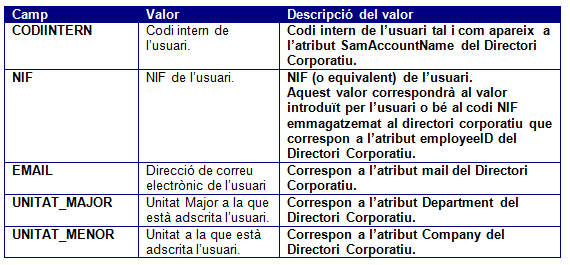 Camp Valor Descripció del valor
CODIINTERN Codi intern de l'usuari. Codi intern de l'usuari tal i com apareix a l'atribut SamAccountName del Directori Corporatiu.
NIF NIF de l'usuari. NIF (o equivalent) de l'usuari.
Aquest valor correspondrà al valor introduït per l'usuari o bé al codi NIF emmagatzemat al directori corporatiu que correspon a l'atribut employeeID del Directori Corporatiu.
EMAIL Direcció de correu electrònic de l'usuari Correspon a l'atribut mail del Directori Corporatiu.
UNITAT_MAJOR Unitat Major a la que està adscrita l'usuari. Correspon a l'atribut Department del Directori Corporatiu.
UNITAT_MENOR Unitat a la que està adscrita l'usuari. Correspon a l'atribut Company del Directori Corporatiu.